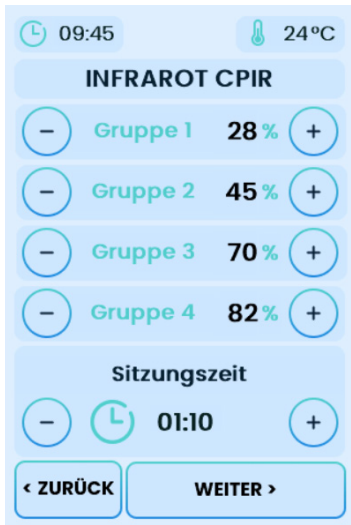 09:45 24°C
INFRAROT CPIR
− Gruppe 1 28 % +
− Gruppe 2 45 % +
− Gruppe 3 70 % +
− Gruppe 4 82 % +
Sitzungszeit
− 01:10 +
< ZURÜCK WEITER >